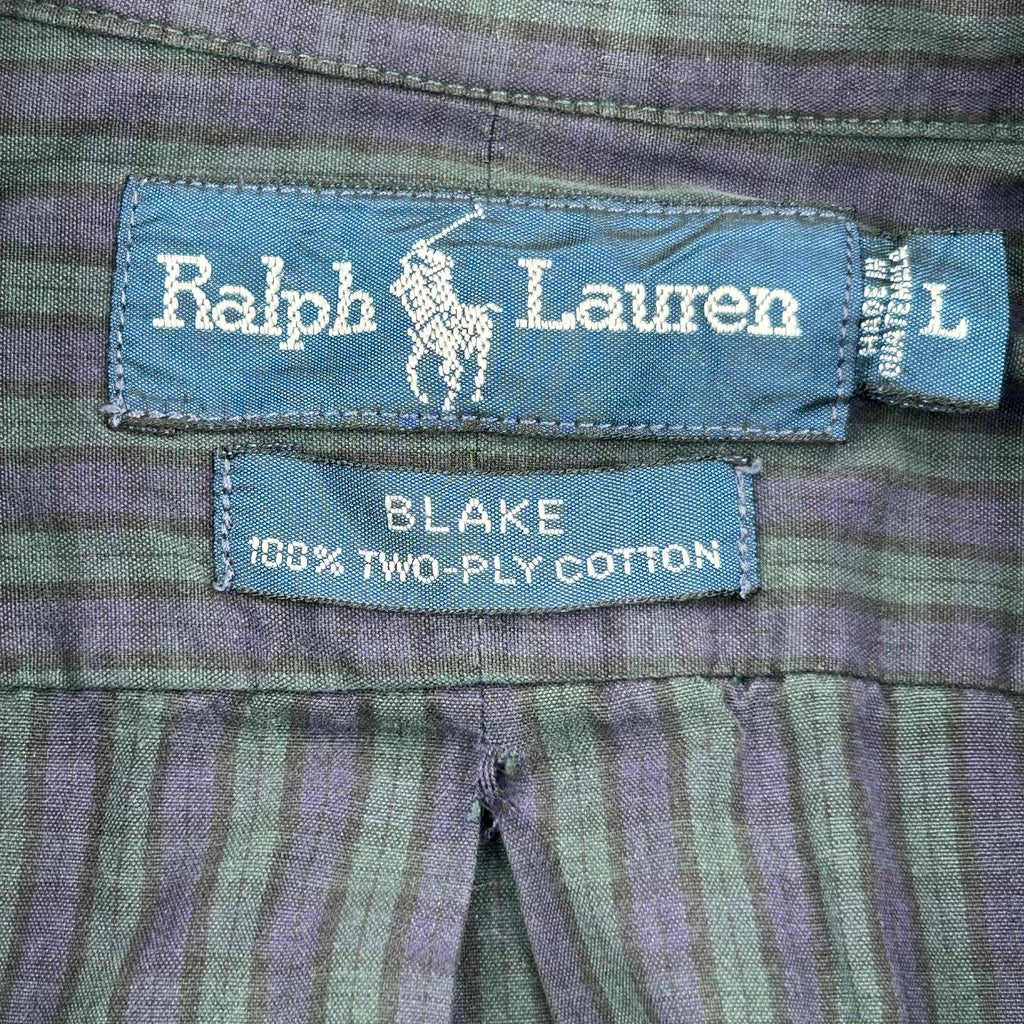 Ralph Lauren
MADE IN
GUATEMALA
L
BLAKE
100% TWO-PLY COTTON